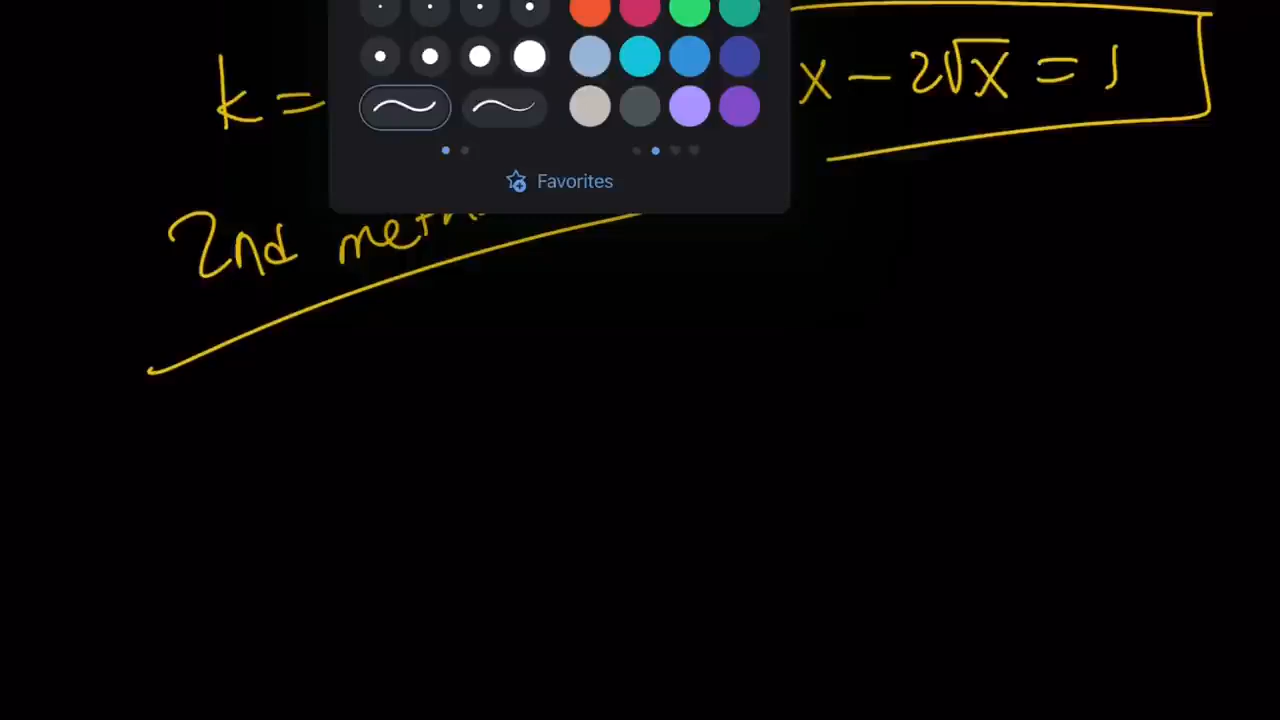 k =
x − 2√x = 1
Favorites
2nd